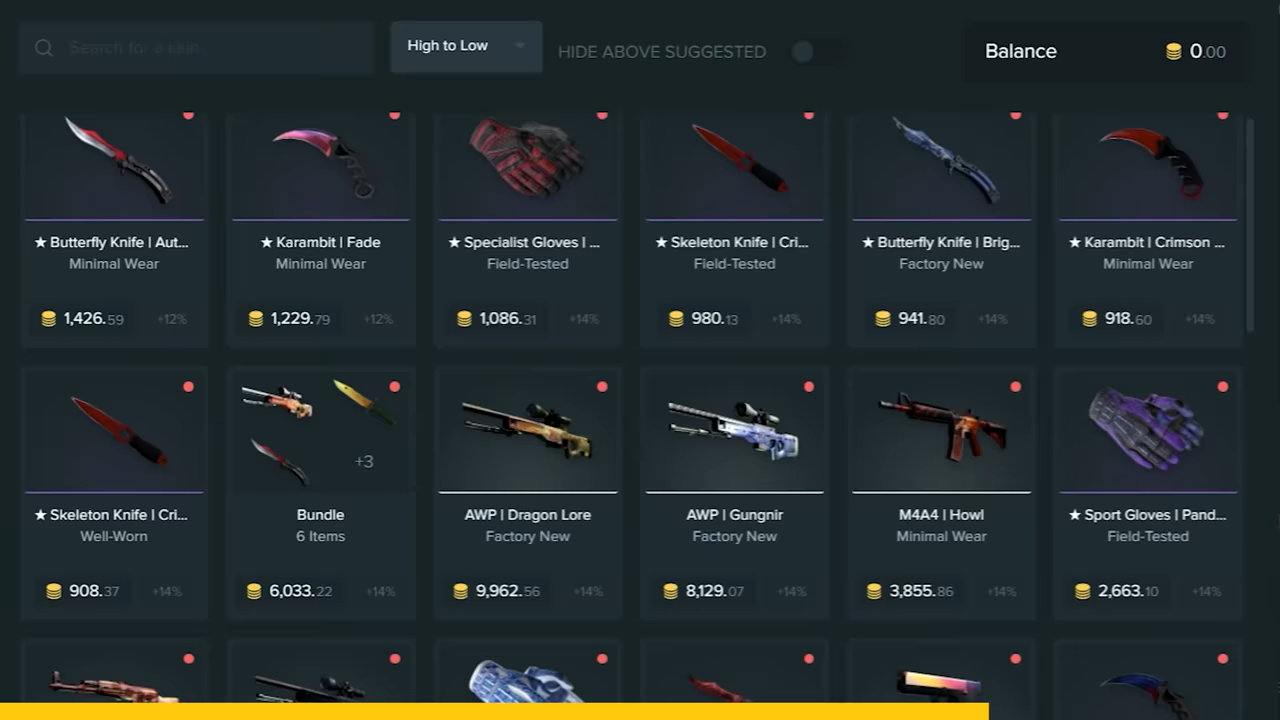 Search for a skin...
High to Low
HIDE ABOVE SUGGESTED
Balance
0.00
★ Butterfly Knife | Aut...
Minimal Wear
1,426.59
+12%
★ Karambit | Fade
Minimal Wear
1,229.79
+12%
★ Specialist Gloves | ...
Field-Tested
1,086.31
+14%
★ Skeleton Knife | Cri...
Field-Tested
980.13
+14%
★ Butterfly Knife | Brig...
Factory New
941.80
+14%
★ Karambit | Crimson ...
Minimal Wear
918.60
+14%
★ Skeleton Knife | Cri...
Well-Worn
908.37
+14%
+3
Bundle
6 Items
6,033.22
+14%
AWP | Dragon Lore
Factory New
9,962.56
+14%
AWP | Gungnir
Factory New
8,129.07
+14%
M4A4 | Howl
Minimal Wear
3,855.86
+14%
★ Sport Gloves | Pand...
Field-Tested
2,663.10
+14%